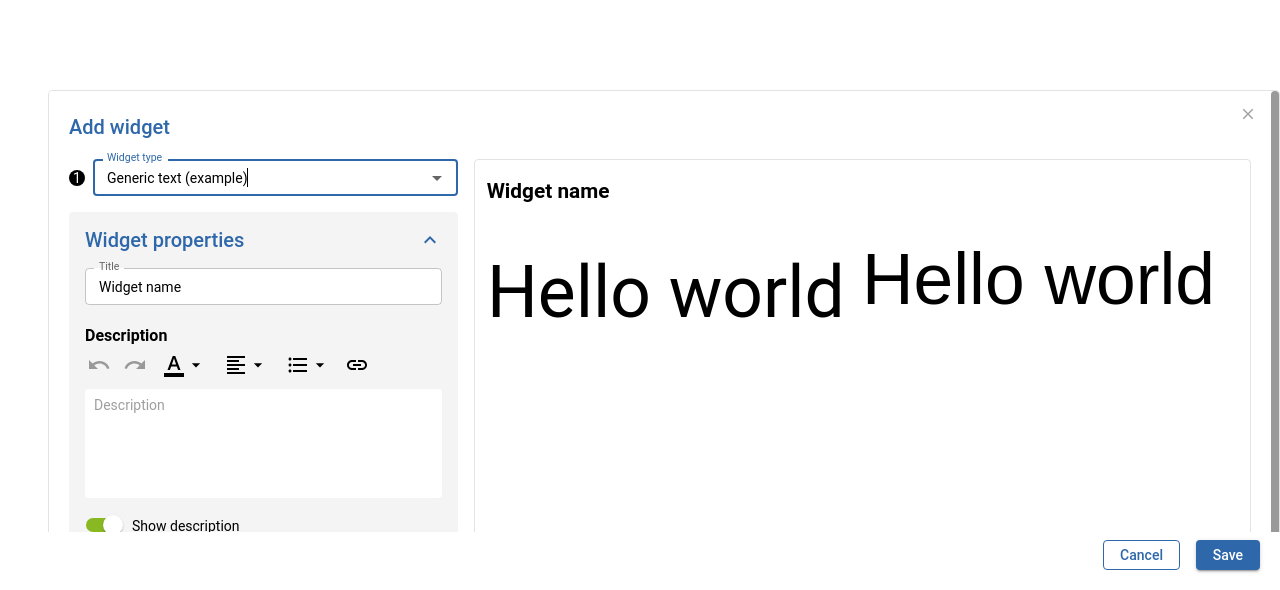 Add widget
1
Widget type
Generic text (example)
Widget properties
Title
Widget name
Description
A
Description
Show description
Widget name
Hello world Hello world
Cancel
Save